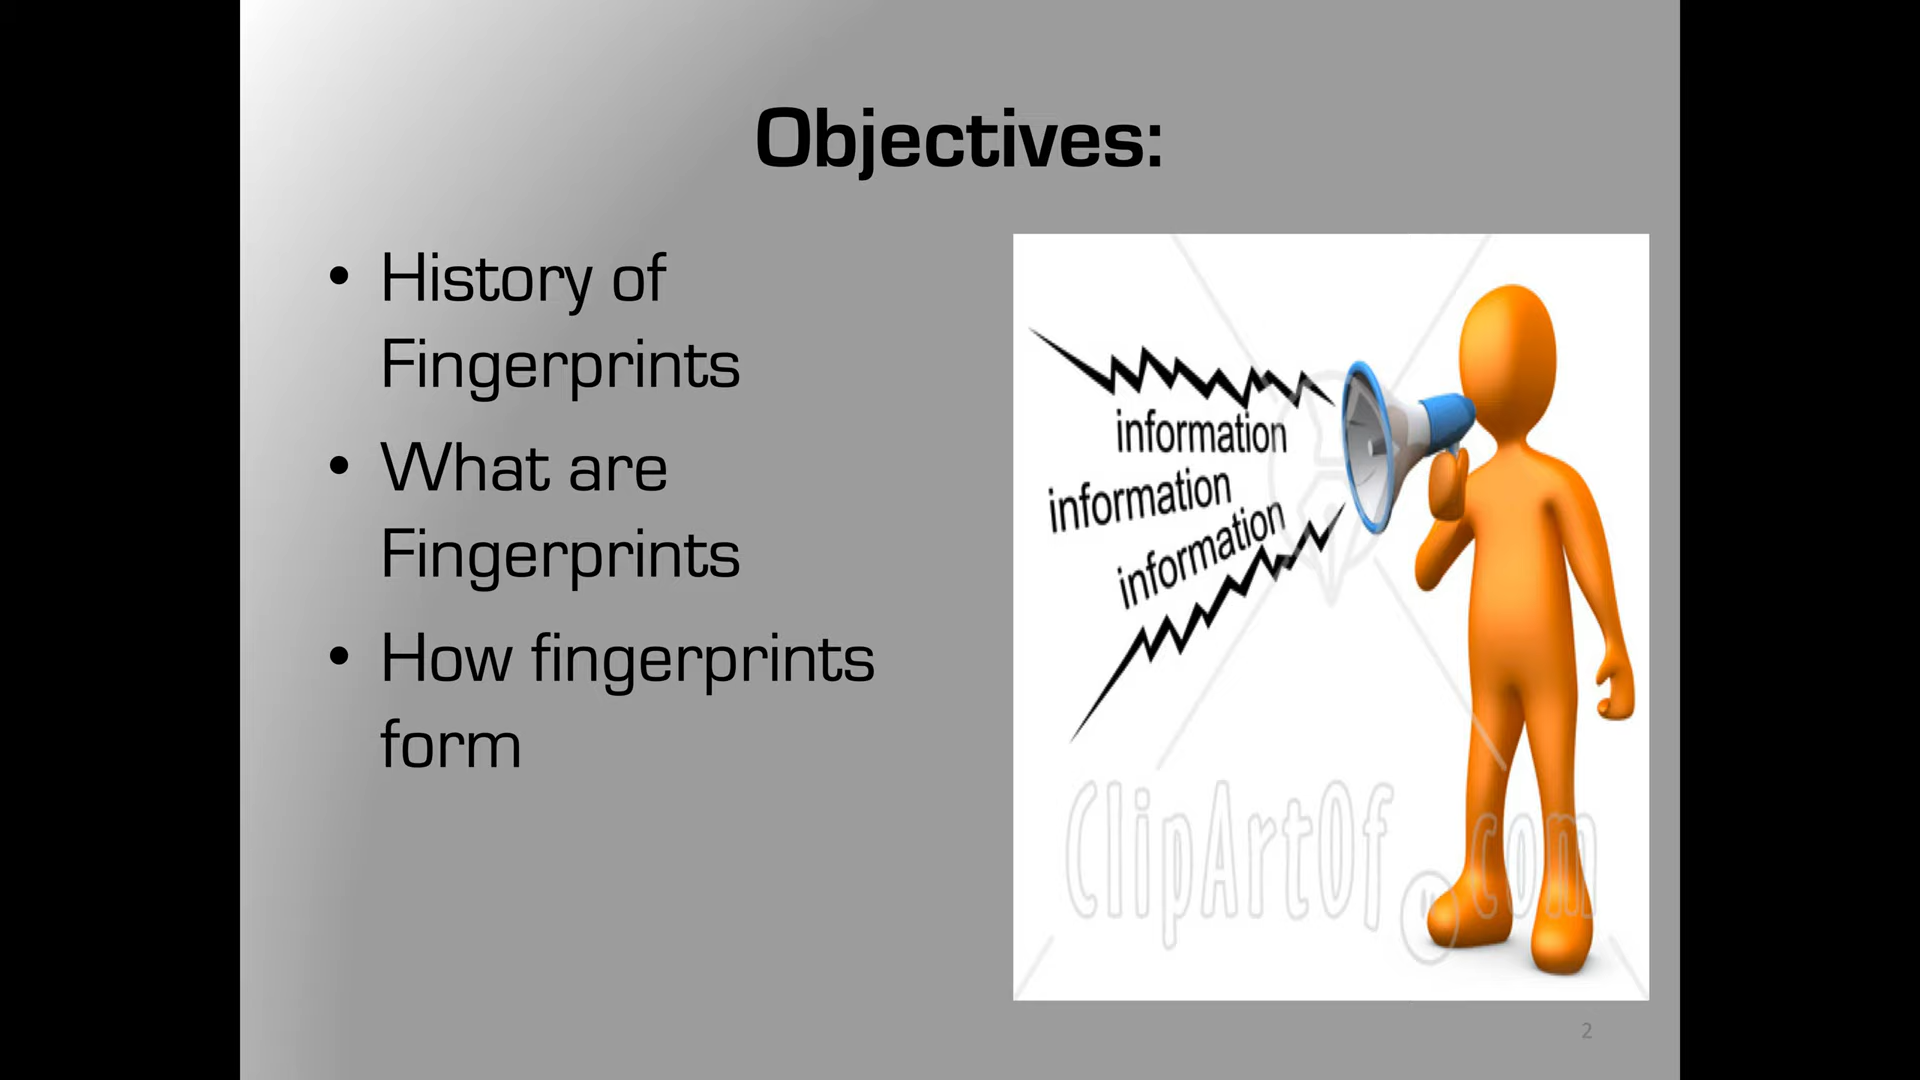 Objectives:
• History of
Fingerprints
• What are
Fingerprints
• How fingerprints
form
information
information
information
ClipArtOf.com
2